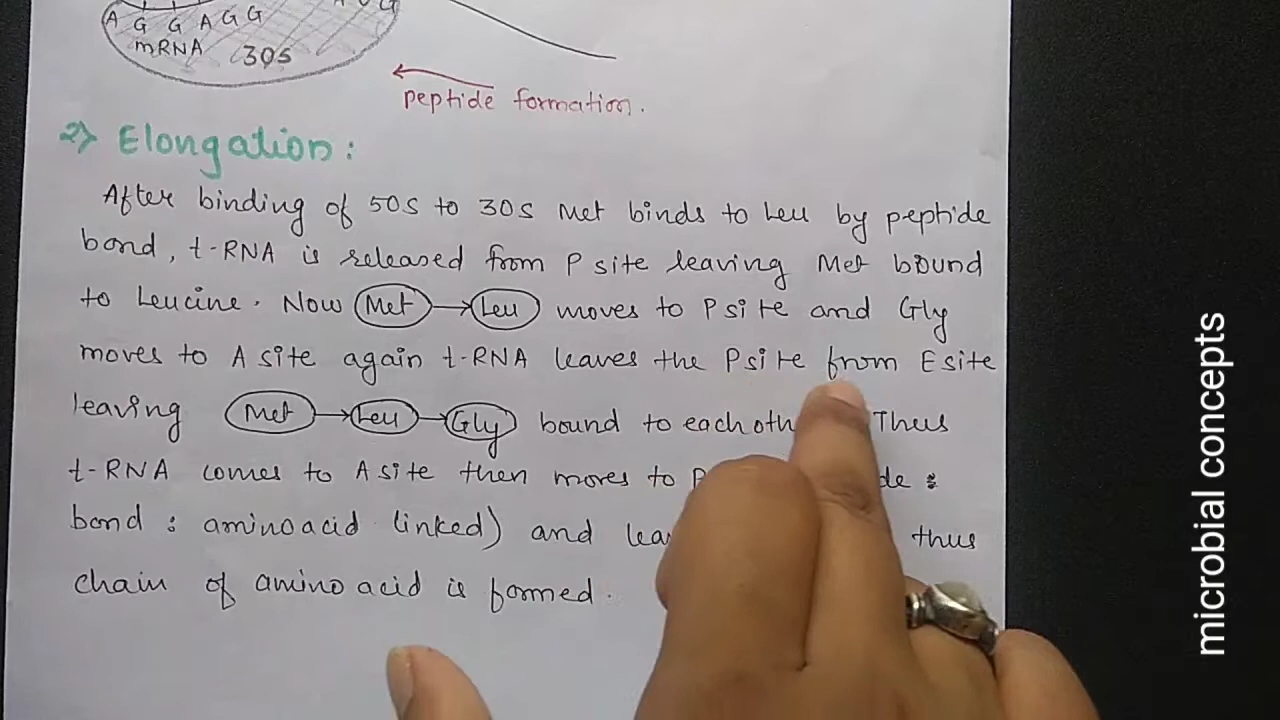 A G G A G G
mRNA 30S
peptide formation.
2) Elongation:
After binding of 50S to 30S Met binds to Leu by peptide
bond, t-RNA is released from P site leaving Met bound
to Leucine. Now Met → Leu moves to P site and Gly
moves to A site again t-RNA leaves the P site from E site
leaving Met → Leu → Gly bound to each Thus
t-RNA comes to A site then moves to
bond : aminoacid linked) and thus
chain of amino acid is formed.
microbial concepts